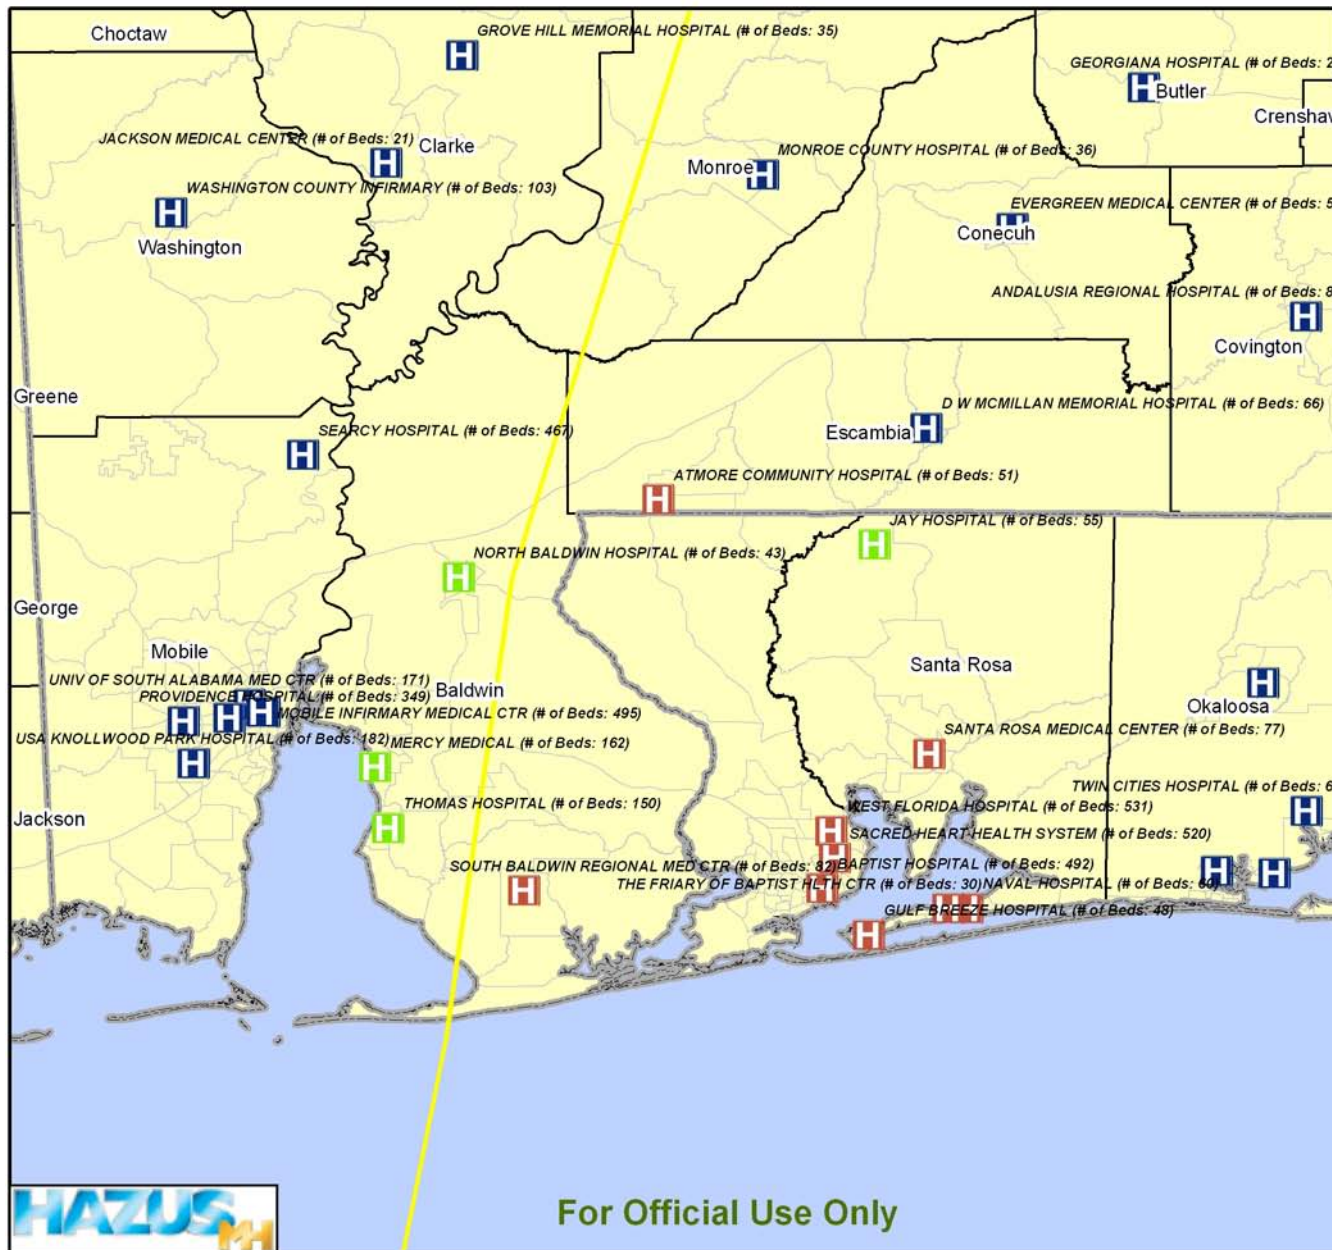 Choctaw
GROVE HILL MEMORIAL HOSPITAL (# of Beds: 35)
GEORGIANA HOSPITAL (# of Beds: 2
H
H
Butler
Crenshaw
JACKSON MEDICAL CENTER (# of Beds: 21)
Clarke
H
MONROE COUNTY HOSPITAL (# of Beds: 36)
Monroe
H
WASHINGTON COUNTY INFIRMARY (# of Beds: 103)
H
EVERGREEN MEDICAL CENTER (# of Beds: 5
H
Conecuh
Washington
ANDALUSIA REGIONAL HOSPITAL (# of Beds: 8
H
Covington
Greene
D W MCMILLAN MEMORIAL HOSPITAL (# of Beds: 66)
SEARCY HOSPITAL (# of Beds: 467)
Escambia
H
H
ATMORE COMMUNITY HOSPITAL (# of Beds: 51)
H
JAY HOSPITAL (# of Beds: 55)
H
NORTH BALDWIN HOSPITAL (# of Beds: 43)
H
George
Mobile
Santa Rosa
UNIV OF SOUTH ALABAMA MED CTR (# of Beds: 171)
Baldwin
H
PROVIDENCE HOSPITAL (# of Beds: 349)
Okaloosa
MOBILE INFIRMARY MEDICAL CTR (# of Beds: 495)
H
H
H
SANTA ROSA MEDICAL CENTER (# of Beds: 77)
USA KNOLLWOOD PARK HOSPITAL (# of Beds: 182)
MERCY MEDICAL (# of Beds: 162)
H
H
H
TWIN CITIES HOSPITAL (# of Beds: 6
THOMAS HOSPITAL (# of Beds: 150)
WEST FLORIDA HOSPITAL (# of Beds: 531)
H
Jackson
H
H
SACRED HEART HEALTH SYSTEM (# of Beds: 520)
H
SOUTH BALDWIN REGIONAL MED CTR (# of Beds: 82)
BAPTIST HOSPITAL (# of Beds: 492)
H
H
THE FRIARY OF BAPTIST HLTH CTR (# of Beds: 30)
NAVAL HOSPITAL (# of Beds: 60)
H
H
GULF BREEZE HOSPITAL (# of Beds: 48)
H
H
H
HAZUS
MH
For Official Use Only